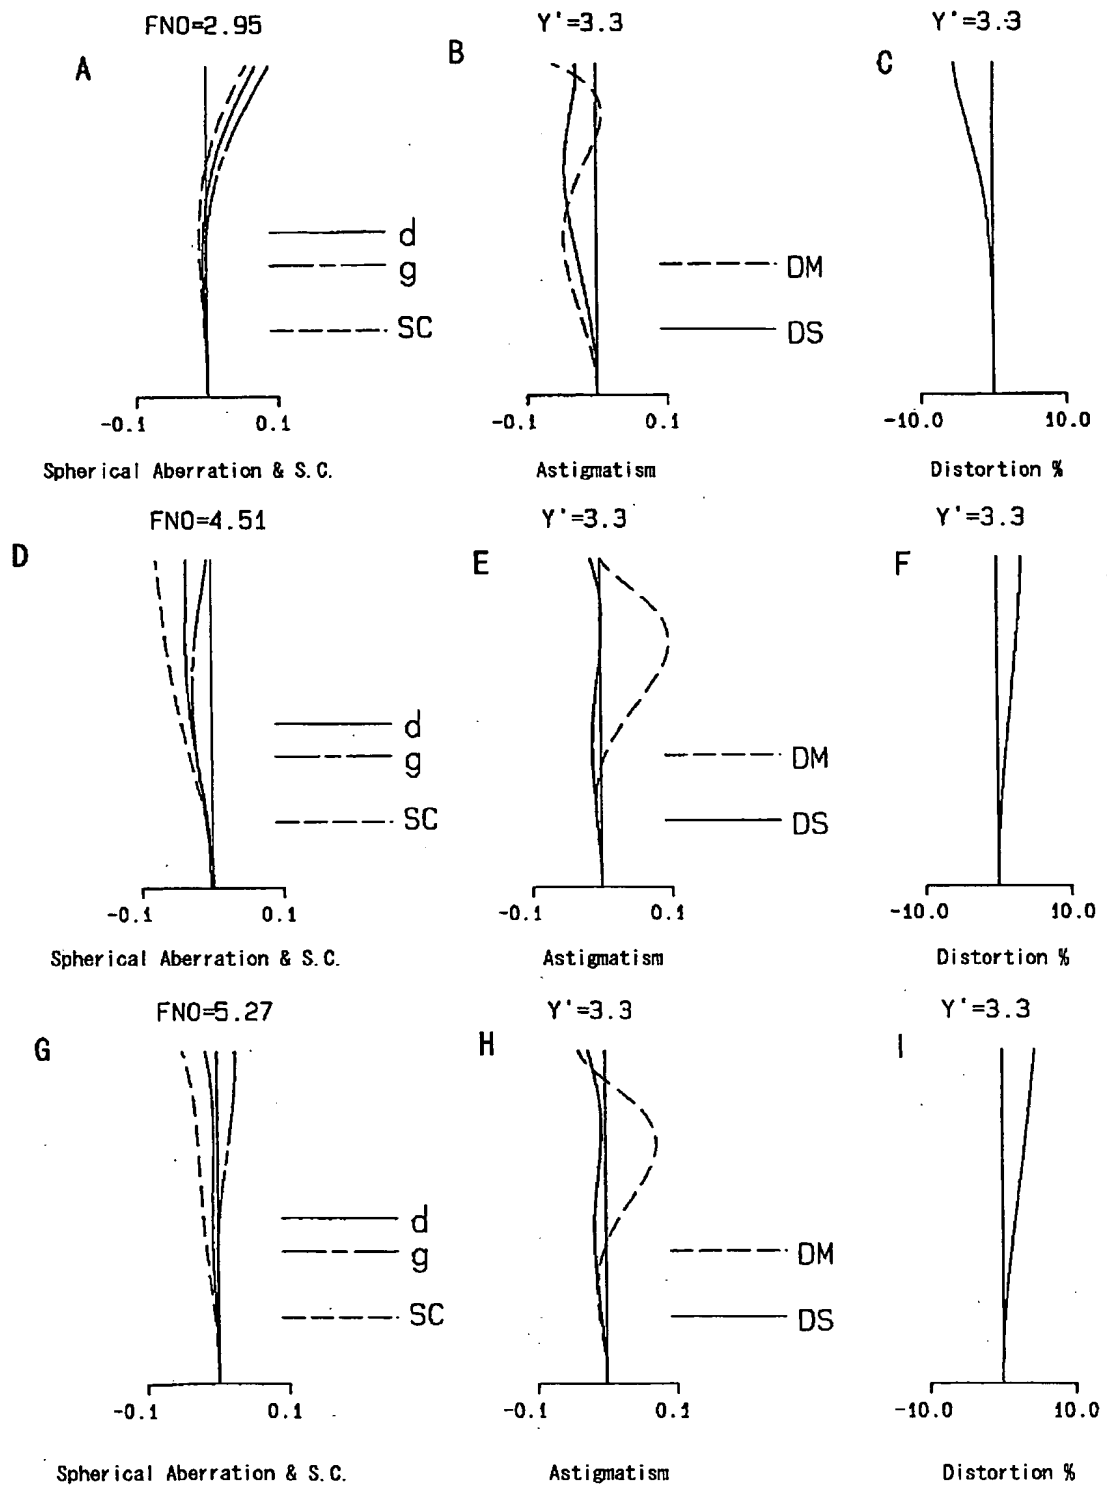 FNO=2.95 Y'=3.3 Y'=3.3
A B C
d
g
SC
DM
DS
-0.1 0.1 -0.1 0.1 -10.0 10.0
Spherical Aberration & S.C. Astigmatism Distortion %
FNO=4.51 Y'=3.3 Y'=3.3
D E F
d
g
SC
DM
DS
-0.1 0.1 -0.1 0.1 -10.0 10.0
Spherical Aberration & S.C. Astigmatism Distortion %
FNO=5.27 Y'=3.3 Y'=3.3
G H I
d
g
SC
DM
DS
-0.1 0.1 -0.1 0.1 -10.0 10.0
Spherical Aberration & S.C. Astigmatism Distortion %